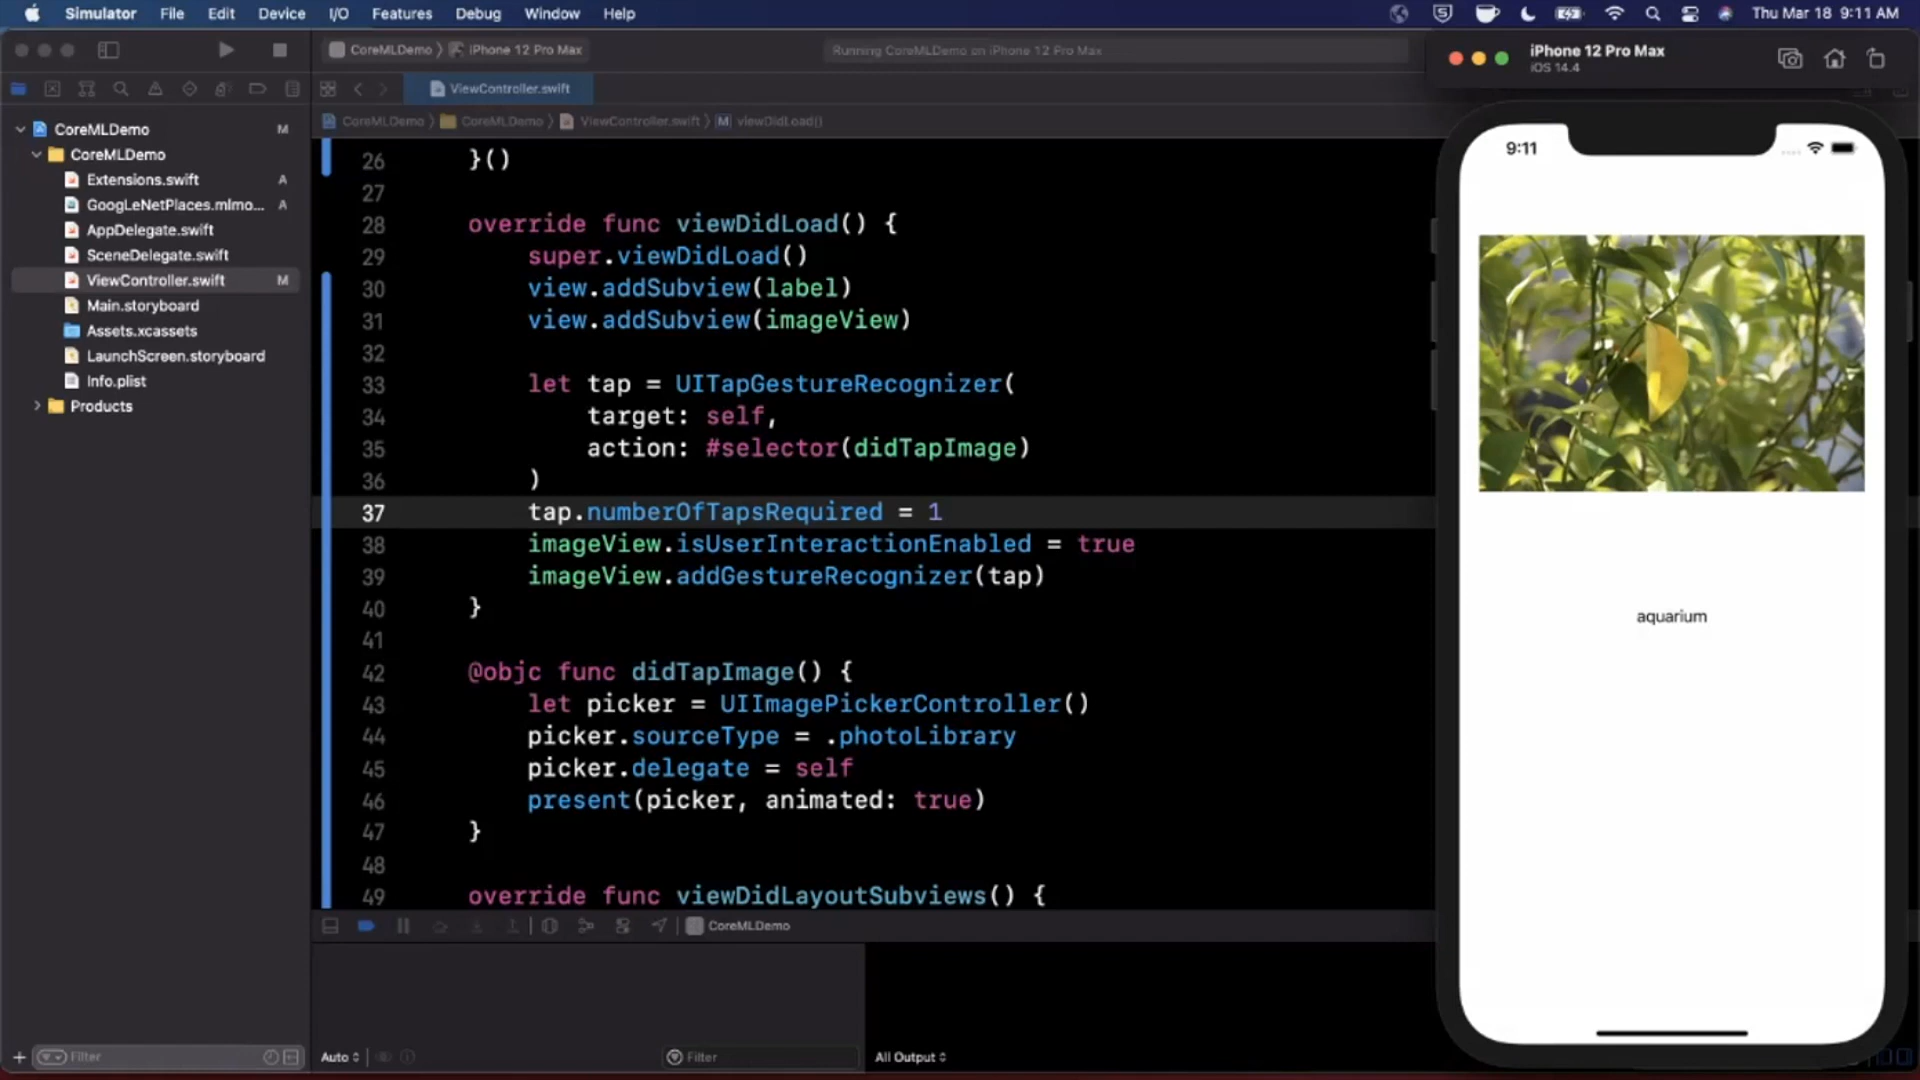 Simulator File Edit Device I/O Features Debug Window Help Thu Mar 18 9:11 AM
CoreMLDemo iPhone 12 Pro Max
Running CoreMLDemo on iPhone 12 Pro Max
iPhone 12 Pro Max
iOS 14.4
ViewController.swift
CoreMLDemo CoreMLDemo ViewController.swift M viewDidLoad()
CoreMLDemo M
CoreMLDemo
Extensions.swift A
GoogLeNetPlaces.mlmo... A
AppDelegate.swift
SceneDelegate.swift
ViewController.swift M
Main.storyboard
Assets.xcassets
LaunchScreen.storyboard
Info.plist
Products
Filter
26 }()
27
28 override func viewDidLoad() {
29 super.viewDidLoad()
30 view.addSubview(label)
31 view.addSubview(imageView)
32
33 let tap = UITapGestureRecognizer(
34 target: self,
35 action: #selector(didTapImage)
36 )
37 tap.numberOfTapsRequired = 1
38 imageView.isUserInteractionEnabled = true
39 imageView.addGestureRecognizer(tap)
40 }
41
42 @objc func didTapImage() {
43 let picker = UIImagePickerController()
44 picker.sourceType = .photoLibrary
45 picker.delegate = self
46 present(picker, animated: true)
47 }
48
49 override func viewDidLayoutSubviews() {
CoreMLDemo
Auto Filter All Output
9:11
aquarium